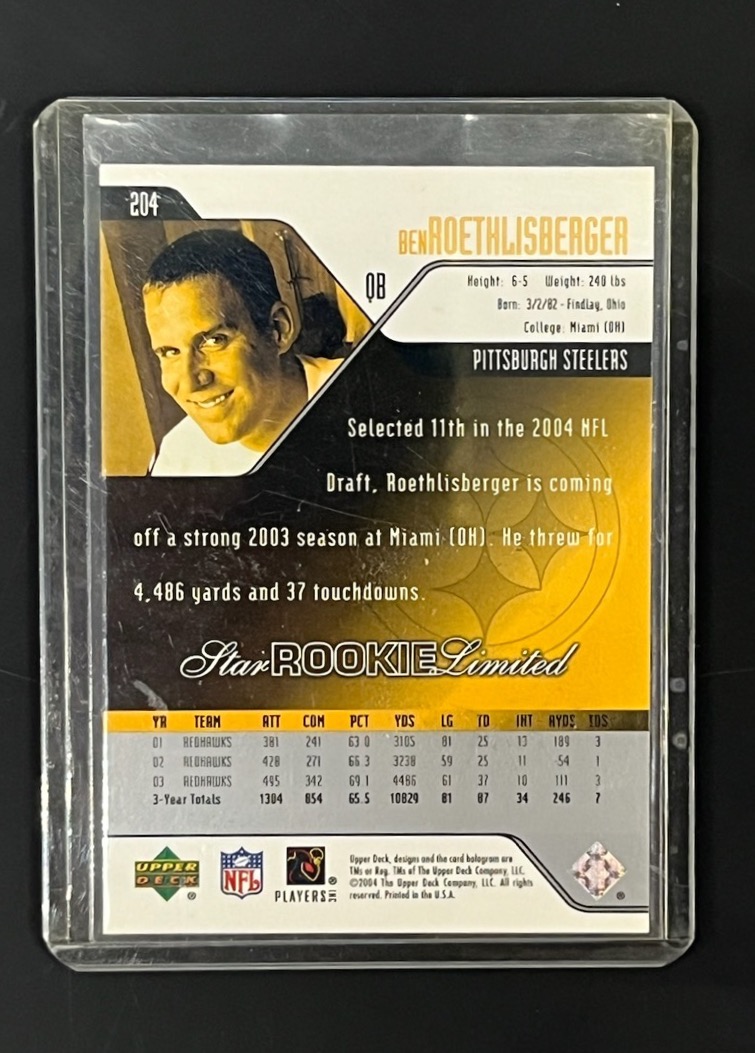 204
BEN ROETHLISBERGER
QB
Height: 6-5 Weight: 240 lbs
Born: 3/2/82 - Findlay, Ohio
College: Miami (OH)
PITTSBURGH STEELERS
Selected 11th in the 2004 NFL
Draft, Roethlisberger is coming
off a strong 2003 season at Miami (OH). He threw for
4,486 yards and 37 touchdowns.
Star ROOKIE Limited
YR TEAM ATT COM PCT YDS LG TD INT RYDS TDS
01 REDHAWKS 381 241 63.0 3105 81 25 13 189 3
02 REDHAWKS 428 271 66.3 3238 59 25 11 -54 1
03 REDHAWKS 495 342 69.1 4486 61 37 10 111 3
3-Year Totals 1304 854 65.5 10829 81 87 34 246 7
UPPER
DECK
®
NFL
PLAYERS INC
®
Upper Deck, designs and the card hologram are
TMs or Reg. TMs of The Upper Deck Company, LLC.
©2004 The Upper Deck Company, LLC. All rights
reserved. Printed in the U.S.A.
®